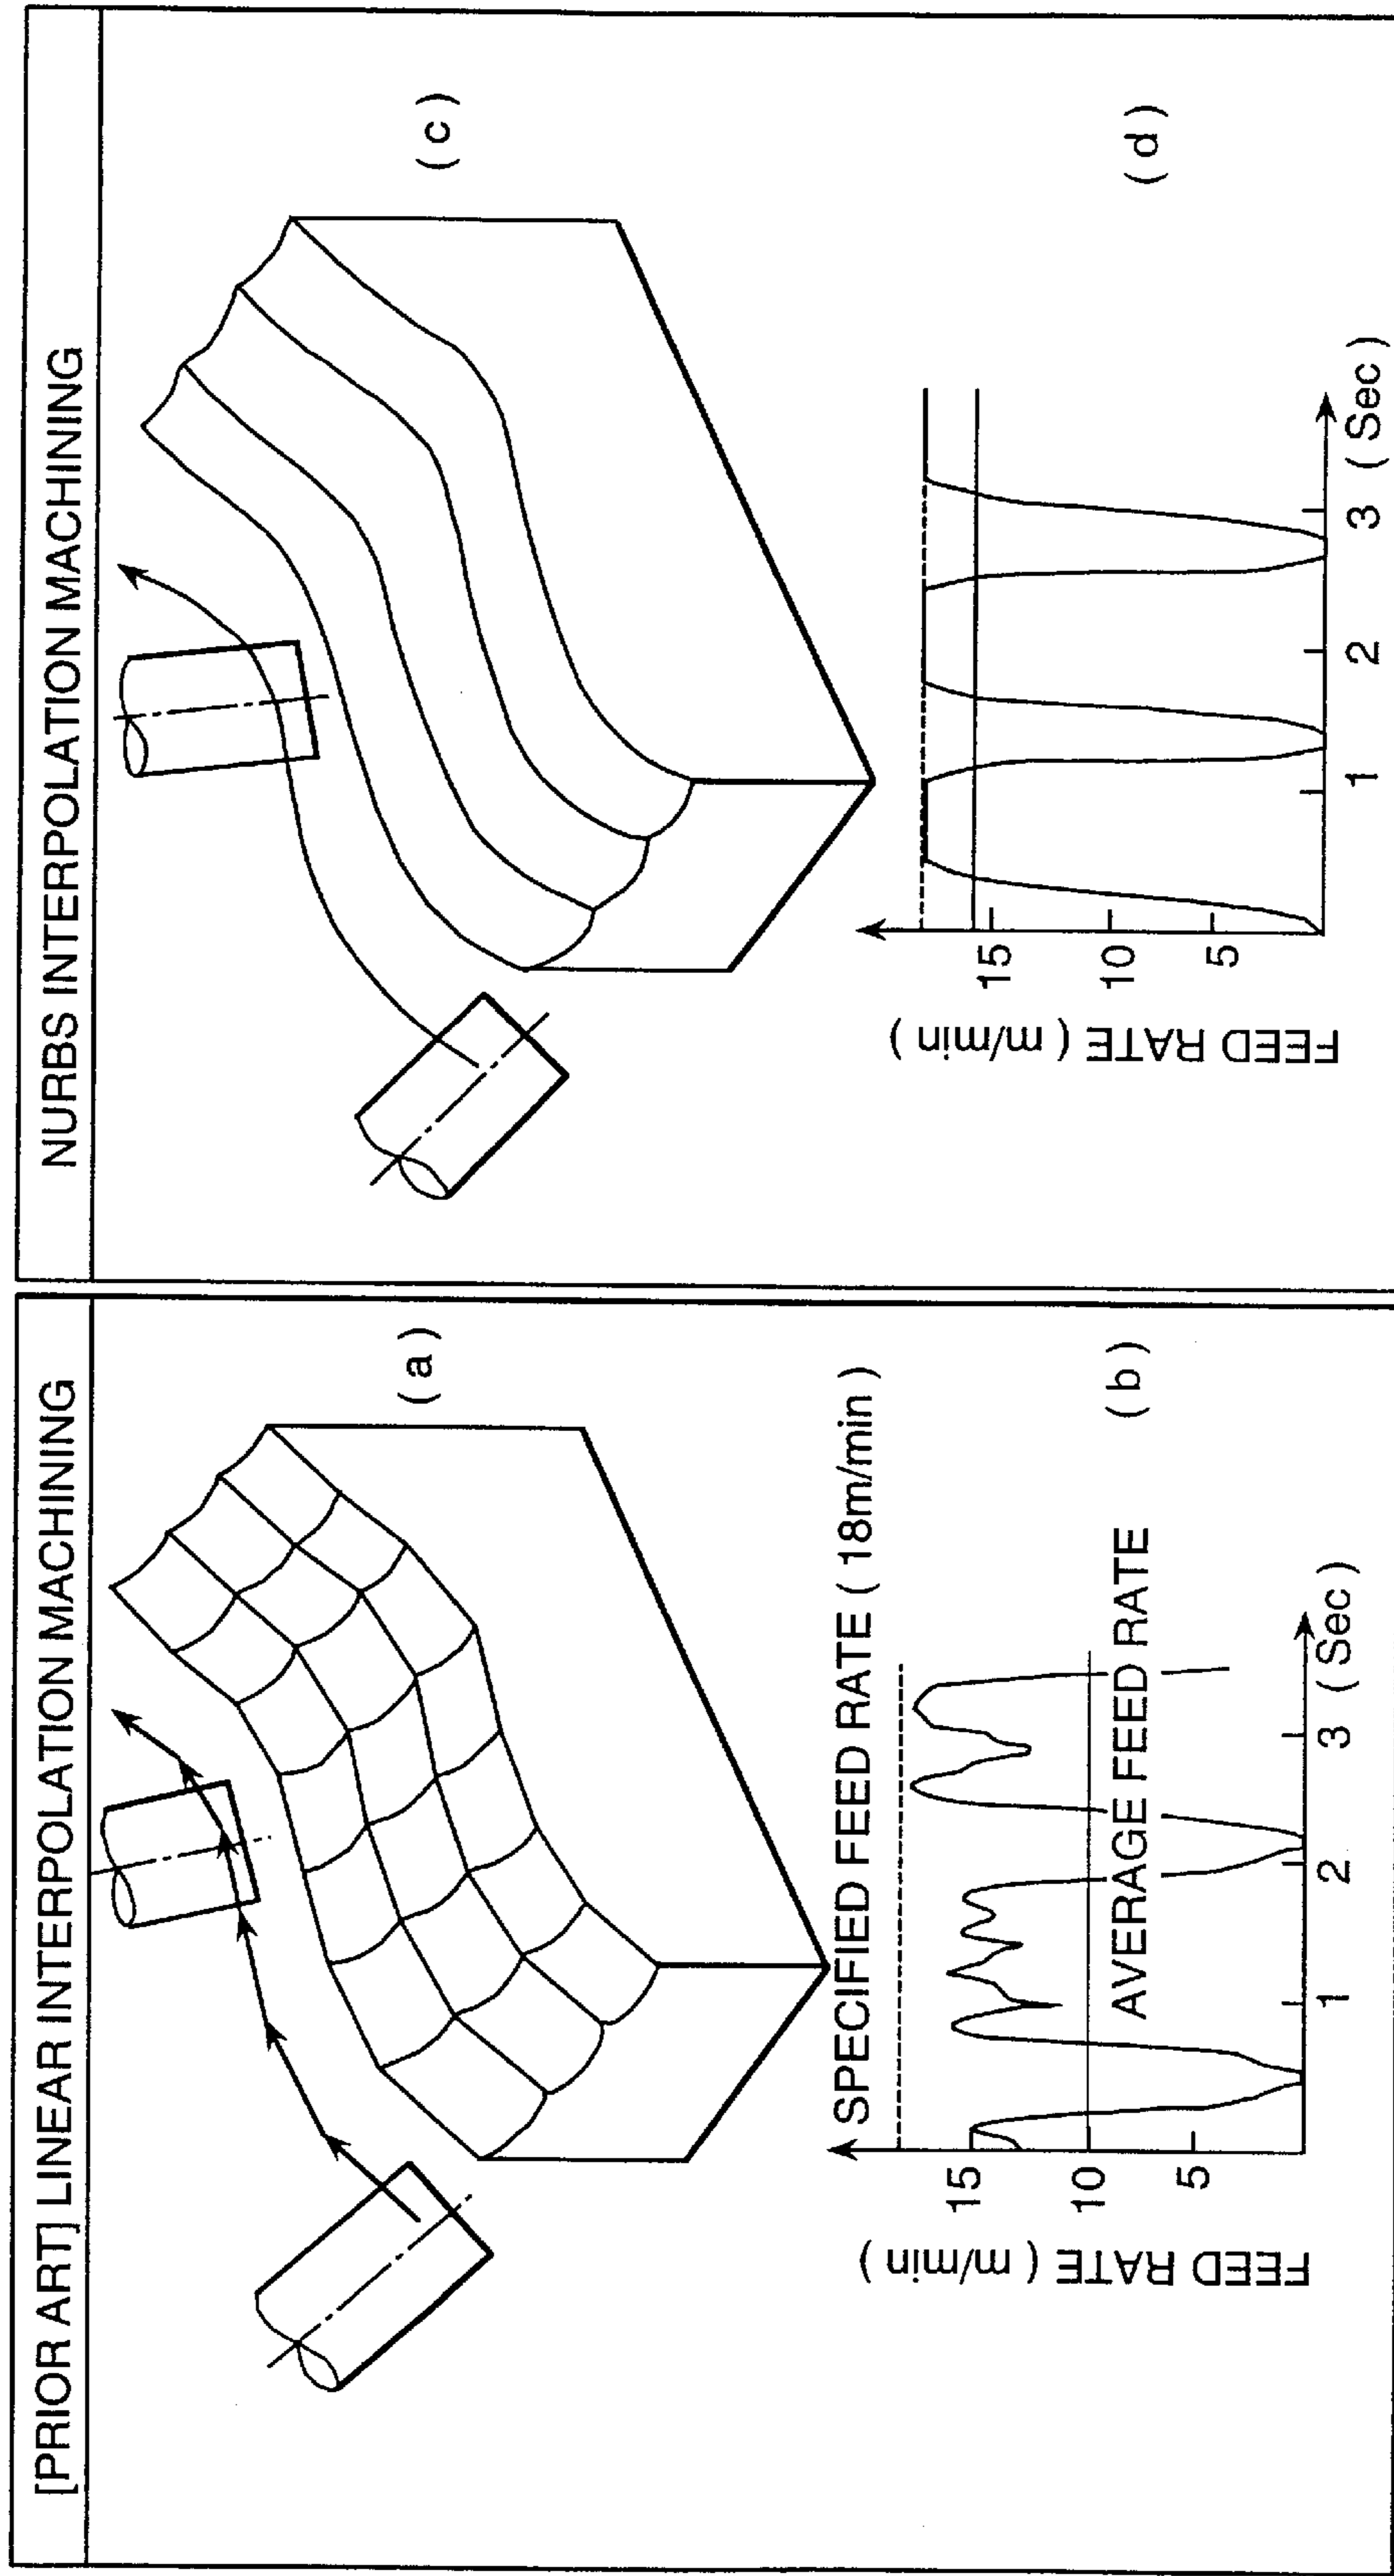 [PRIOR ART] LINEAR INTERPOLATION MACHINING
(a)
SPECIFIED FEED RATE (18m/min)
FEED RATE (m/min)
15
10
5
AVERAGE FEED RATE
1
2
3
(Sec)
(b)
NURBS INTERPOLATION MACHINING
(c)
FEED RATE (m/min)
15
10
5
1
2
3
(Sec)
(d)